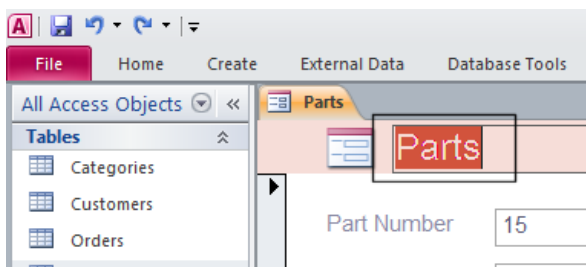 A
File Home Create External Data Database Tools
All Access Objects «
Parts
Tables
Parts
Categories
Customers
Part Number 15
Orders